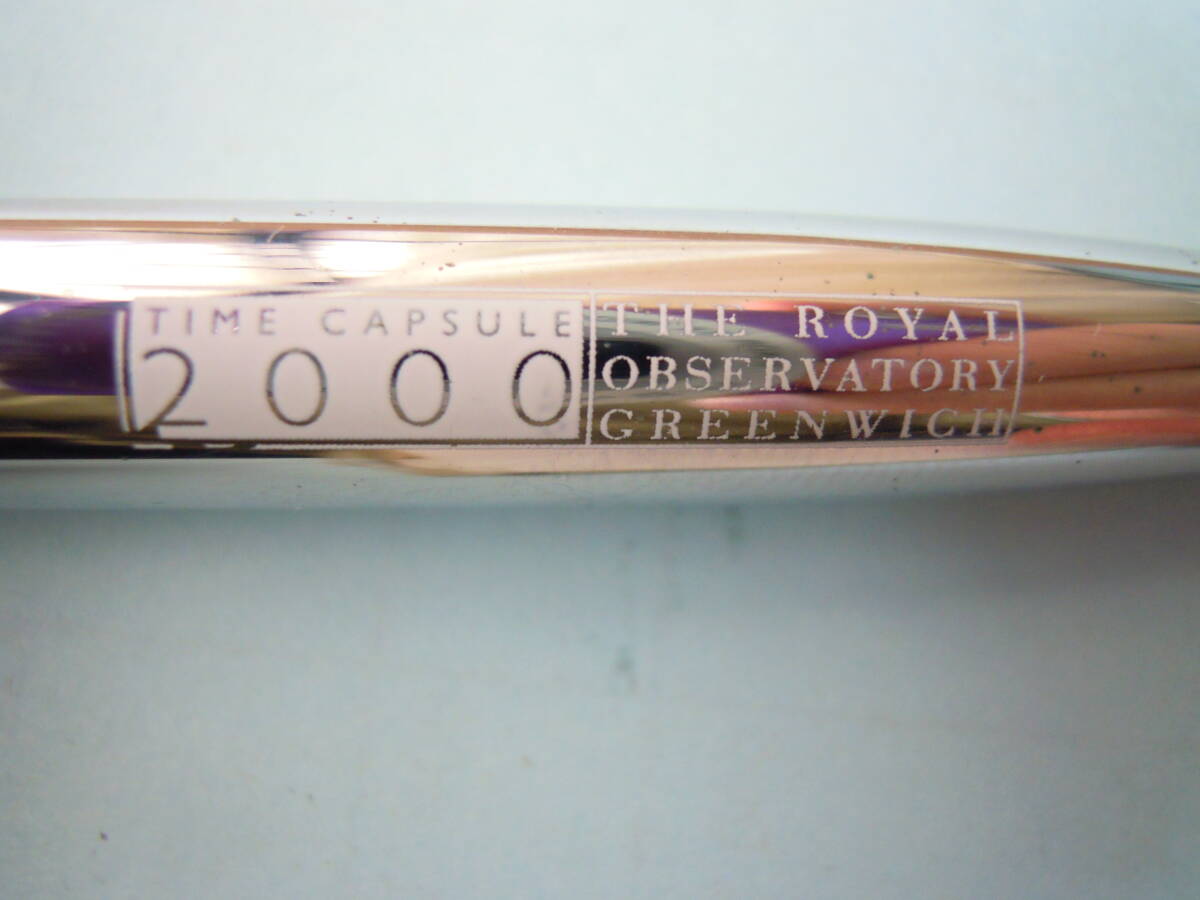 TIME CAPSULE
2000
THE ROYAL
OBSERVATORY
GREENWICH